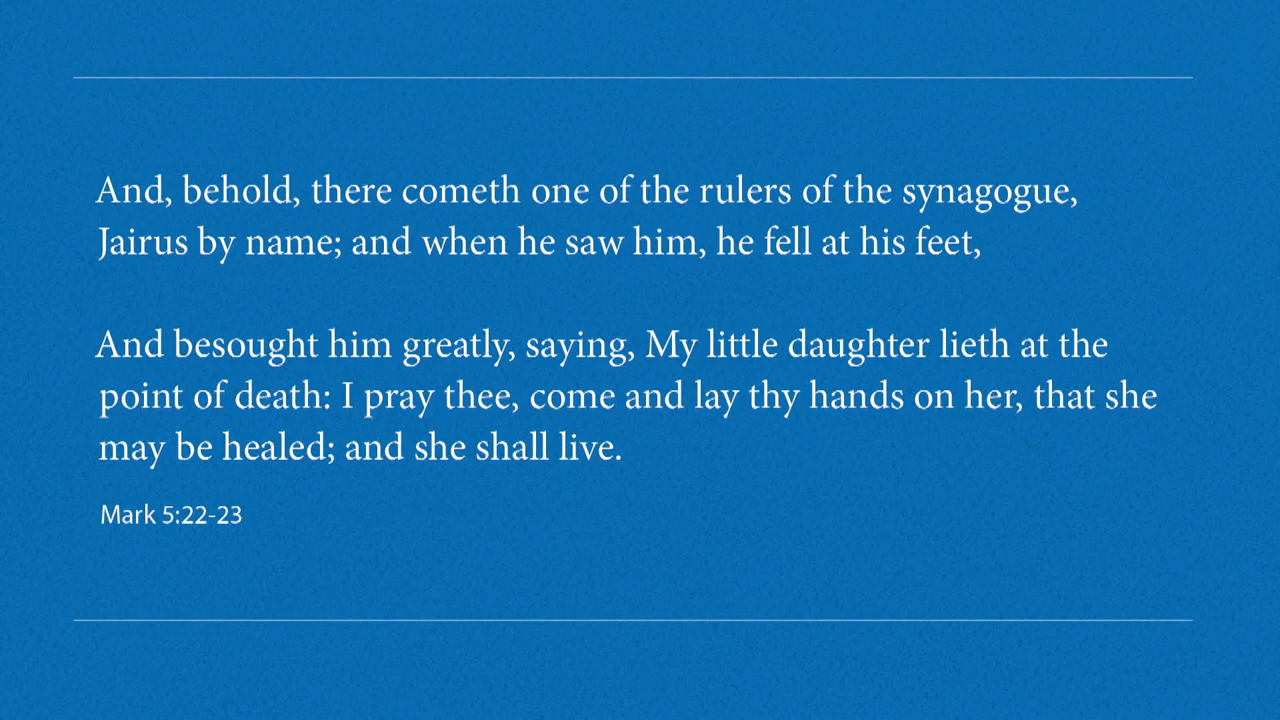 And, behold, there cometh one of the rulers of the synagogue,
Jairus by name; and when he saw him, he fell at his feet,
And besought him greatly, saying, My little daughter lieth at the
point of death: I pray thee, come and lay thy hands on her, that she
may be healed; and she shall live.
Mark 5:22-23